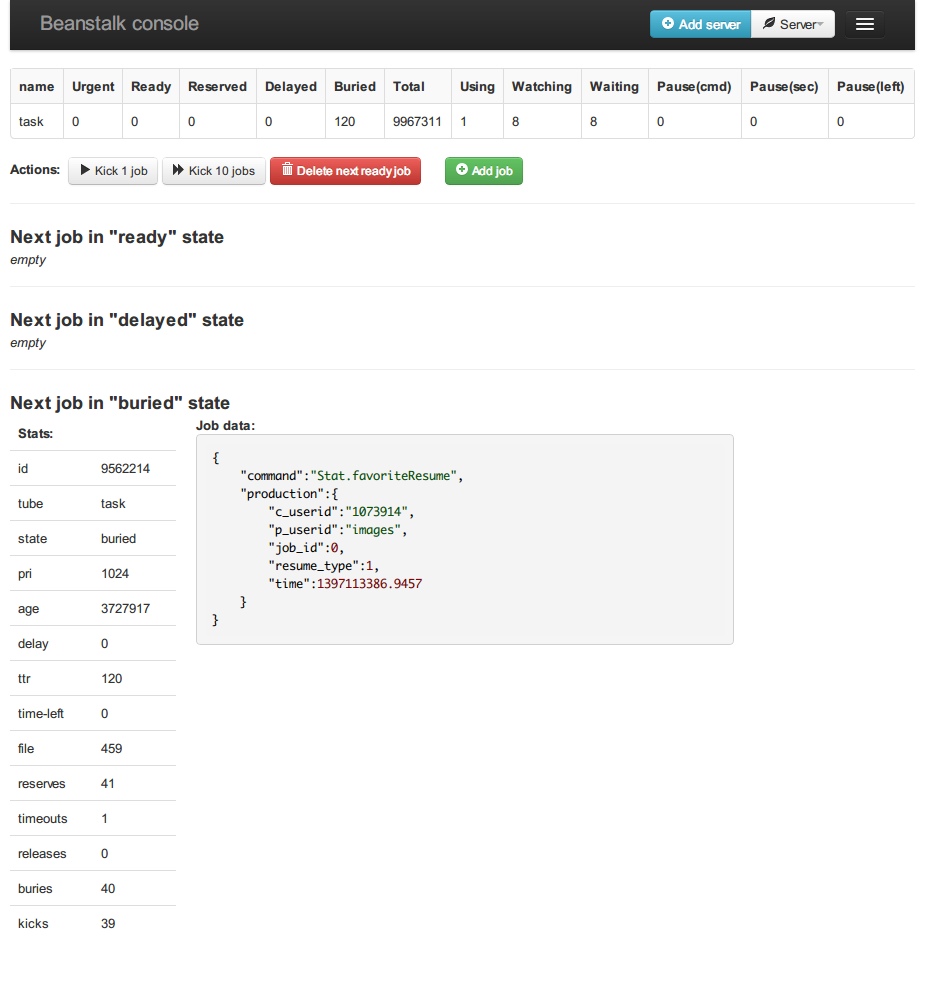 Beanstalk console
Add server
Server
name Urgent Ready Reserved Delayed Buried Total Using Watching Waiting Pause(cmd) Pause(sec) Pause(left)
task 0 0 0 0 120 9967311 1 8 8 0 0 0
Actions: Kick 1 job Kick 10 jobs Delete next ready job Add job
Next job in "ready" state
empty
Next job in "delayed" state
empty
Next job in "buried" state
Stats:
id 9562214
tube task
state buried
pri 1024
age 3727917
delay 0
ttr 120
time-left 0
file 459
reserves 41
timeouts 1
releases 0
buries 40
kicks 39
Job data:
{
    "command":"Stat.favoriteResume",
    "production":{
        "c_userid":"1073914",
        "p_userid":"images",
        "job_id":0,
        "resume_type":1,
        "time":1397113386.9457
    }
}